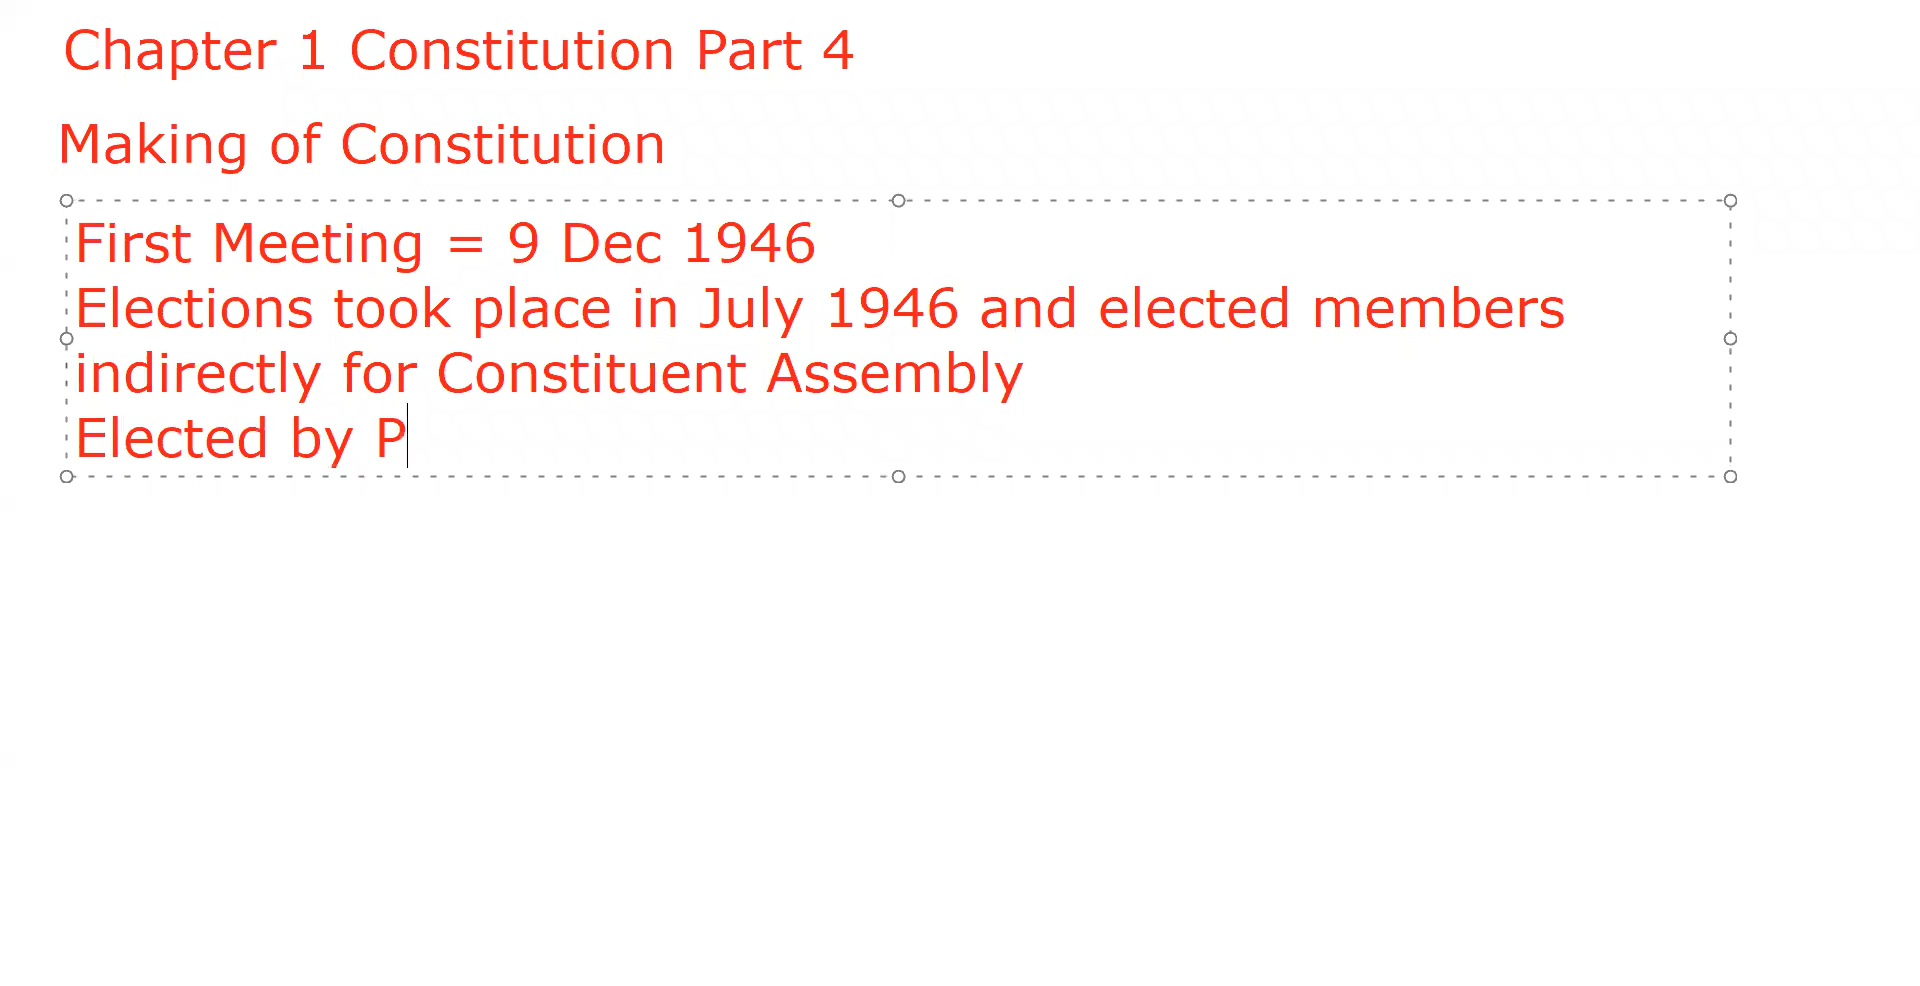 Chapter 1 Constitution Part 4
Making of Constitution
First Meeting = 9 Dec 1946
Elections took place in July 1946 and elected members
indirectly for Constituent Assembly
Elected by P